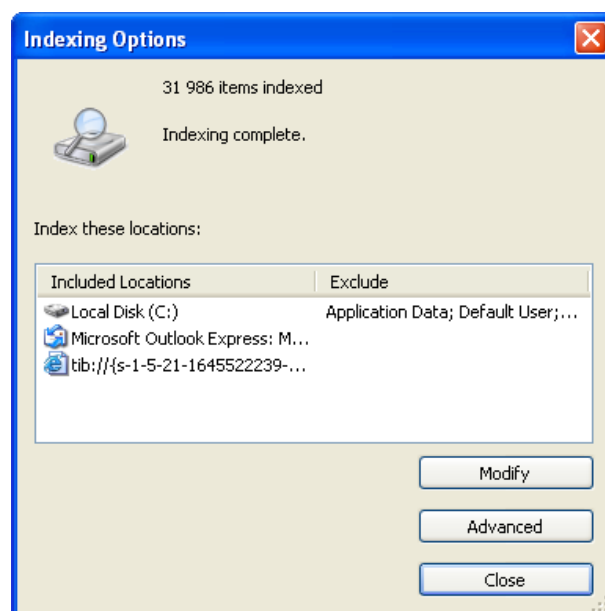 Indexing Options
31 986 items indexed
Indexing complete.
Index these locations:
Included Locations Exclude
Local Disk (C:) Application Data; Default User;...
Microsoft Outlook Express: M...
tib://{s-1-5-21-1645522239-...
Modify
Advanced
Close